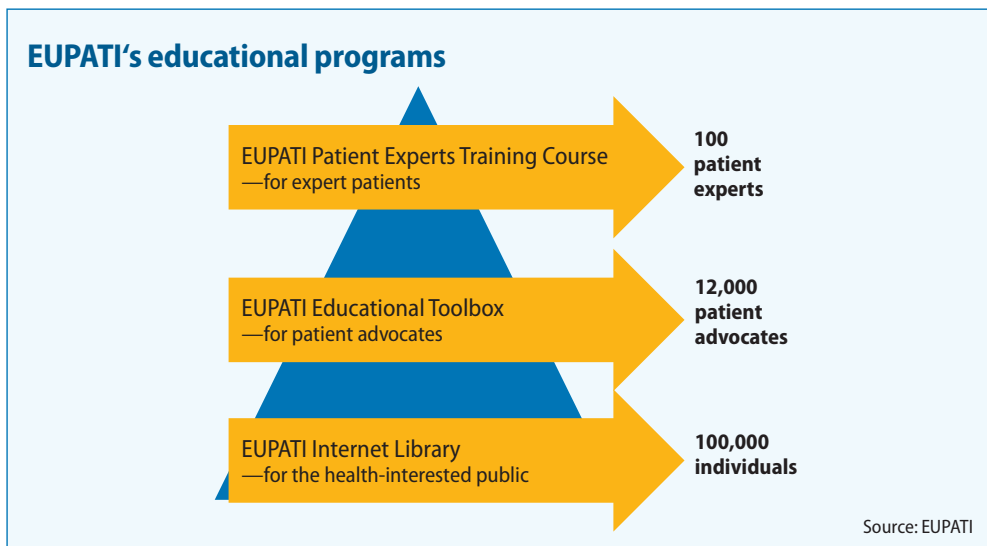 EUPATI‘s educational programs
EUPATI Patient Experts Training Course
—for expert patients
100
patient
experts
EUPATI Educational Toolbox
—for patient advocates
12,000
patient
advocates
EUPATI Internet Library
—for the health-interested public
100,000
individuals
Source: EUPATI